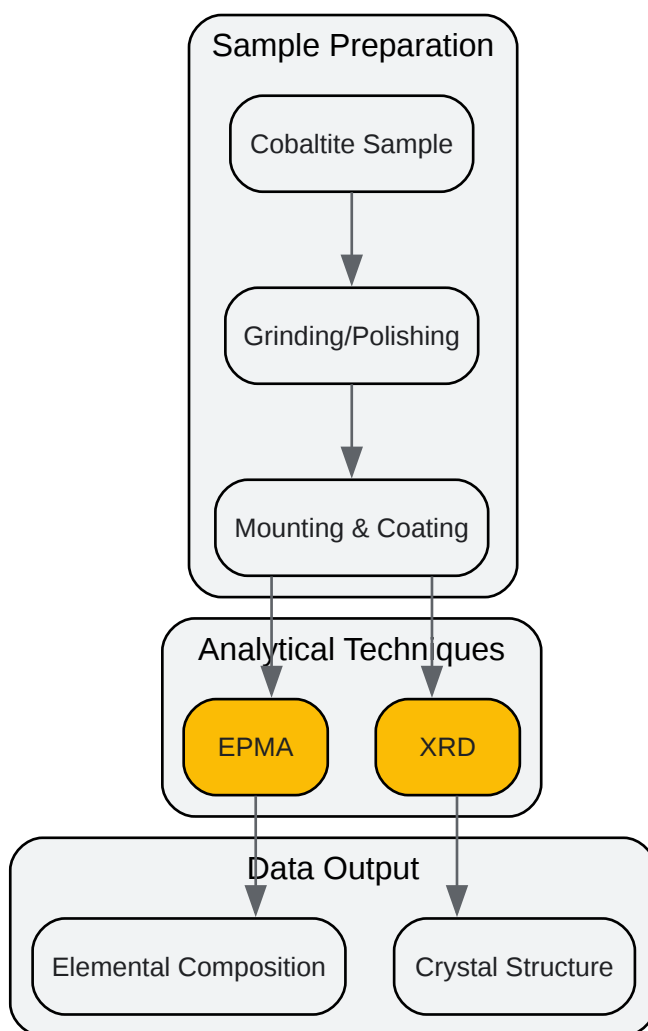 Sample Preparation
Cobaltite Sample
Grinding/Polishing
Mounting & Coating
Analytical Techniques
EPMA
XRD
Data Output
Elemental Composition
Crystal Structure